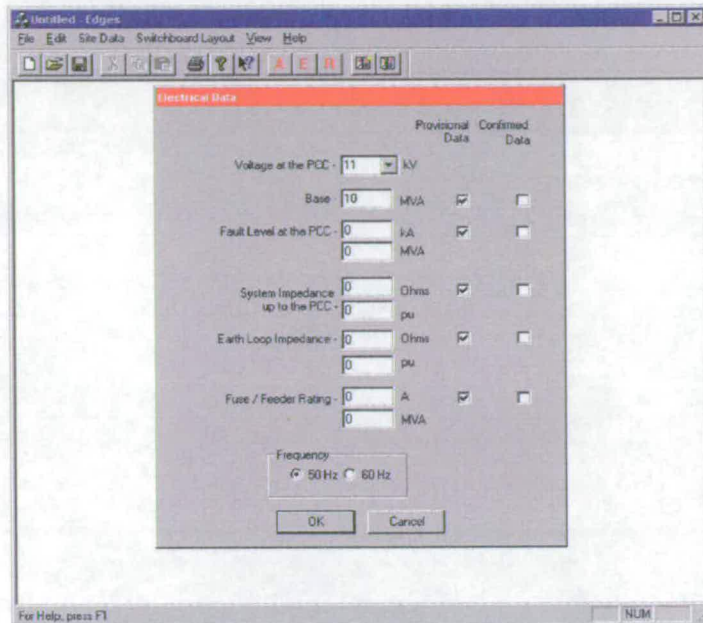 Untitled - Edges
File Edit Site Data Switchboard Layout View Help
A E R
Electrical Data
Provisional Data Confirmed Data
Voltage at the PCC - 11 kV
Base - 10 MVA
Fault Level at the PCC - 0 kA
0 MVA
System Impedance up to the PCC - 0 Ohms
0 pu
Earth Loop Impedance - 0 Ohms
0 pu
Fuse / Feeder Rating - 0 A
0 MVA
Frequency
50 Hz 60 Hz
OK Cancel
For Help, press F1 NUM